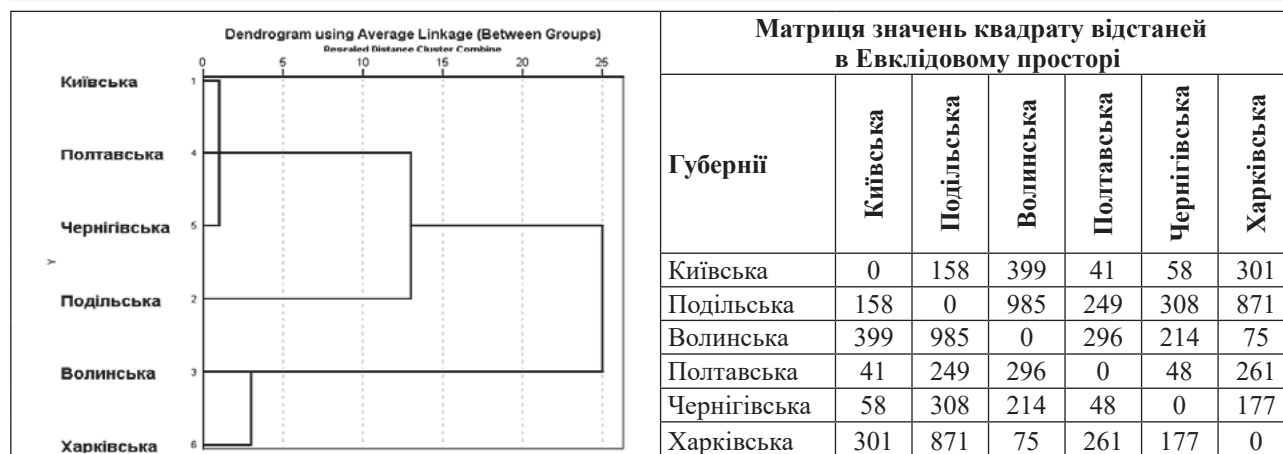 Dendrogram using Average Linkage (Between Groups)
Rescaled Distance Cluster Combine
0 5 10 15 20 25
Київська 1
Полтавська 4
Чернігівська 5
Y
Подільська 2
Волинська 3
Харківська 6
Матриця значень квадрату відстаней
в Евклідовому просторі
Губернії Київська Подільська Волинська Полтавська Чернігівська Харківська
Київська 0 158 399 41 58 301
Подільська 158 0 985 249 308 871
Волинська 399 985 0 296 214 75
Полтавська 41 249 296 0 48 261
Чернігівська 58 308 214 48 0 177
Харківська 301 871 75 261 177 0